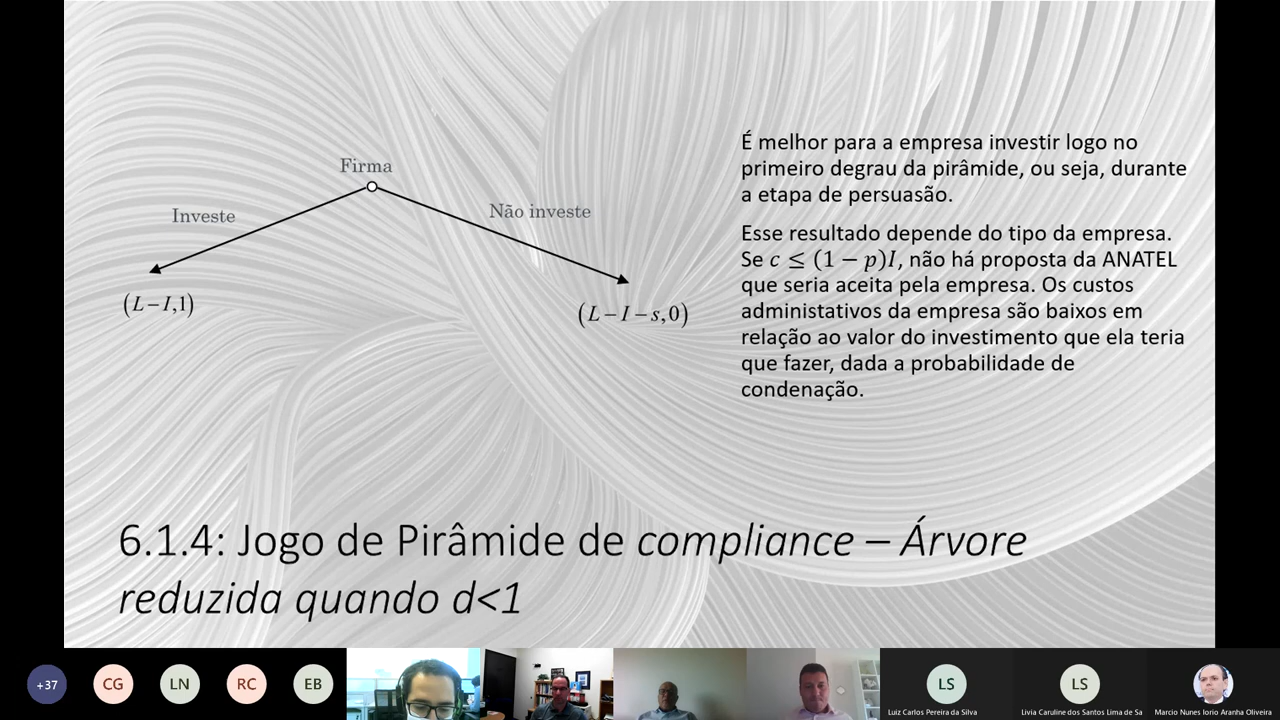 Firma
Investe
Não investe
(L–I,1)
(L–I–s,0)
É melhor para a empresa investir logo no
primeiro degrau da pirâmide, ou seja, durante
a etapa de persuasão.
Esse resultado depende do tipo da empresa.
Se c ≤ (1 − p)I, não há proposta da ANATEL
que seria aceita pela empresa. Os custos
administativos da empresa são baixos em
relação ao valor do investimento que ela teria
que fazer, dada a probabilidade de
condenação.
6.1.4: Jogo de Pirâmide de compliance – Árvore
reduzida quando d<1
+37
CG
LN
RC
EB
LS
LS
Luiz Carlos Pereira da Silva
Livia Caruline dos Santos Lima de Sa
Marcio Nunes Iorio Aranha Oliveira